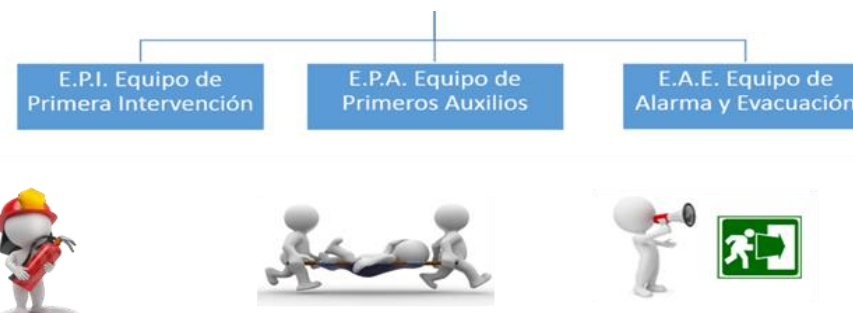 E.P.I. Equipo de
Primera Intervención
E.P.A. Equipo de
Primeros Auxilios
E.A.E. Equipo de
Alarma y Evacuación